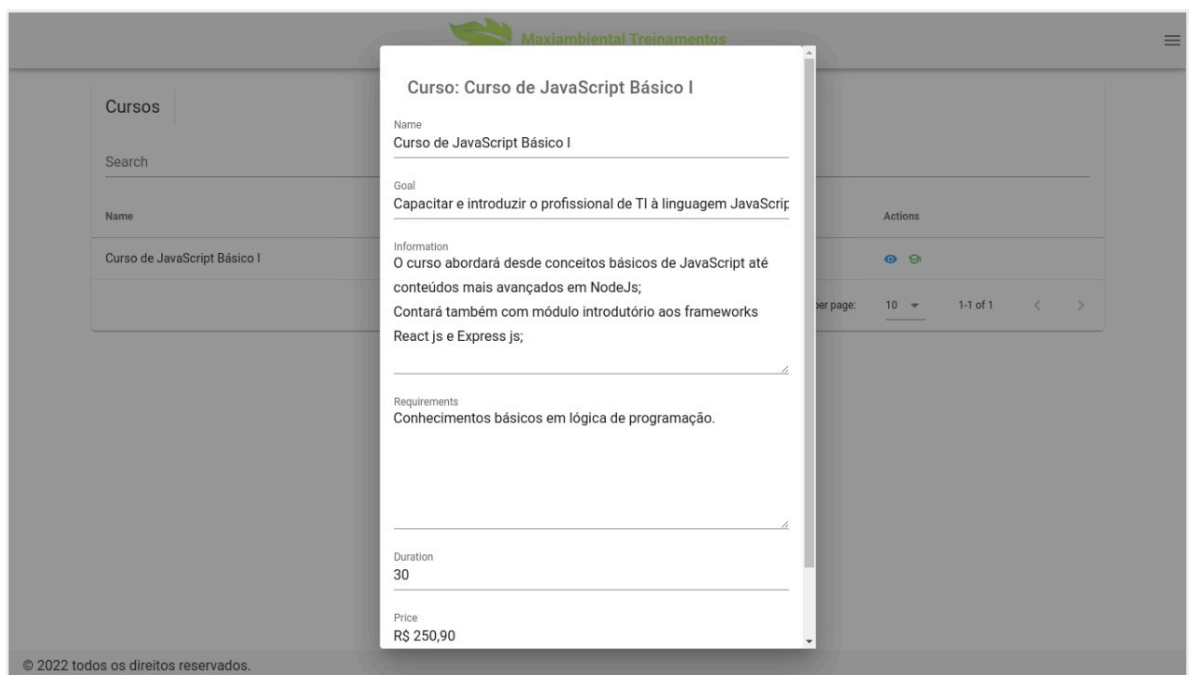 Maxiambiental Treinamentos
Cursos
Search
Name
Actions
Curso de JavaScript Básico I
per page:
10
1-1 of 1
Curso: Curso de JavaScript Básico I
Name
Curso de JavaScript Básico I
Goal
Capacitar e introduzir o profissional de TI à linguagem JavaScrip
Information
O curso abordará desde conceitos básicos de JavaScript até
conteúdos mais avançados em NodeJs;
Contará também com módulo introdutório aos frameworks
React js e Express js;
Requirements
Conhecimentos básicos em lógica de programação.
Duration
30
Price
R$ 250,90
© 2022 todos os direitos reservados.